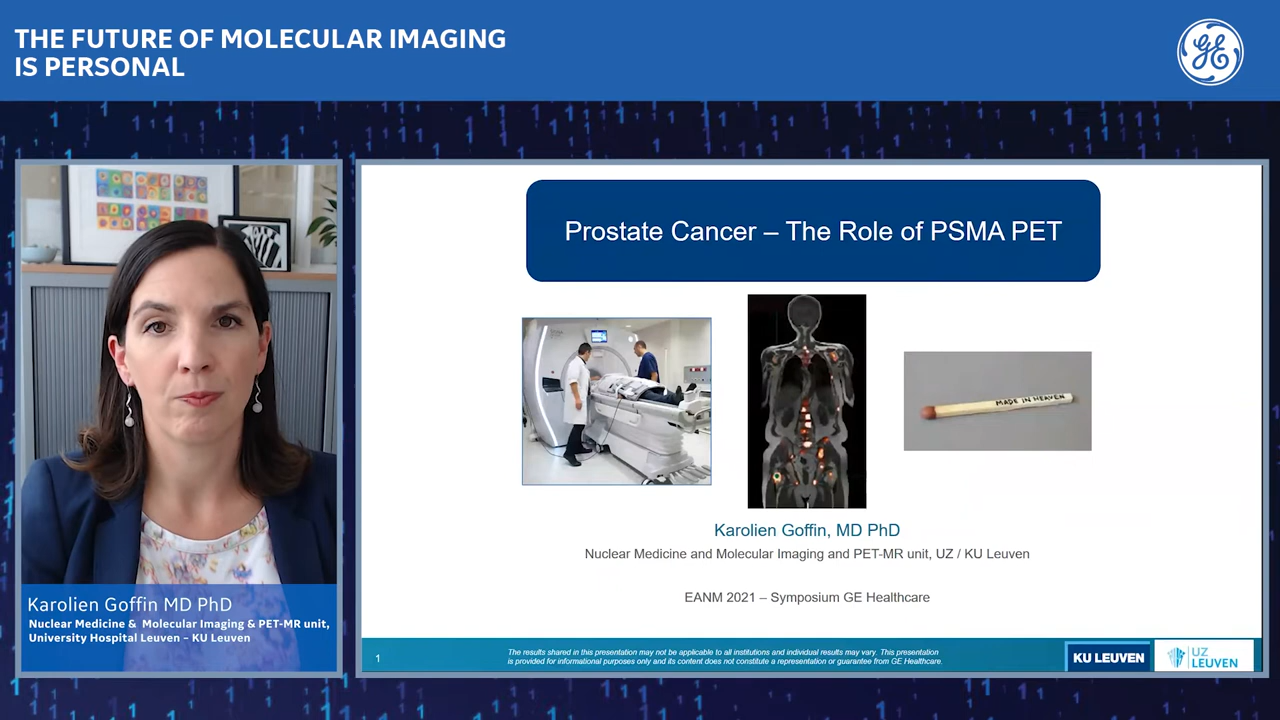 THE FUTURE OF MOLECULAR IMAGING
IS PERSONAL
GE
Karolien Goffin MD PhD
Nuclear Medicine & Molecular Imaging & PET-MR unit,
University Hospital Leuven – KU Leuven
Prostate Cancer – The Role of PSMA PET
MADE IN HEAVEN
Karolien Goffin, MD PhD
Nuclear Medicine and Molecular Imaging and PET-MR unit, UZ / KU Leuven
EANM 2021 – Symposium GE Healthcare
1
The results shared in this presentation may not be applicable to all institutions and individual results may vary. This presentation
is provided for informational purposes only and its content does not constitute a representation or guarantee from GE Healthcare.
KU LEUVEN
UZ
LEUVEN